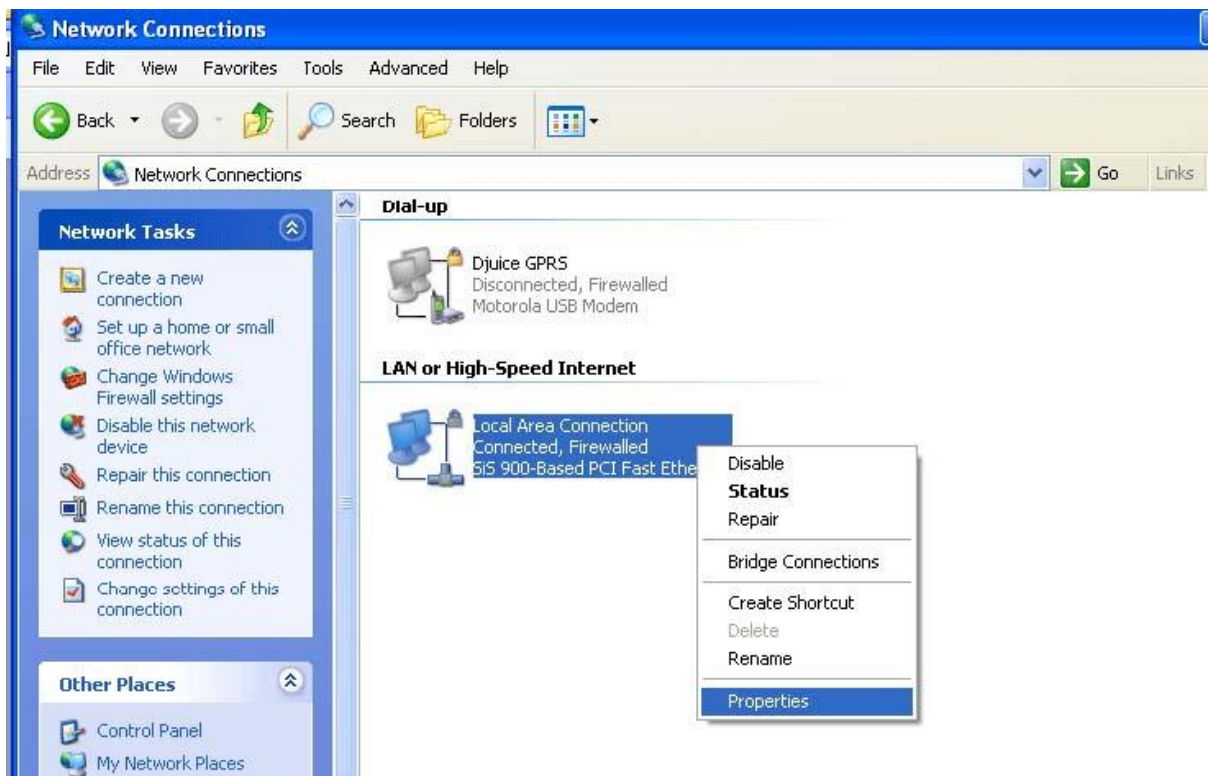 Network Connections
File Edit View Favorites Tools Advanced Help
Back Search Folders
Address Network Connections Go Links
Network Tasks
Create a new
connection
Set up a home or small
office network
Change Windows
Firewall settings
Disable this network
device
Repair this connection
Rename this connection
View status of this
connection
Change settings of this
connection
Other Places
Control Panel
My Network Places
Dial-up
Djuice GPRS
Disconnected, Firewalled
Motorola USB Modem
LAN or High-Speed Internet
Local Area Connection
Connected, Firewalled
SiS 900-Based PCI Fast Ethe
Disable
Status
Repair
Bridge Connections
Create Shortcut
Delete
Rename
Properties